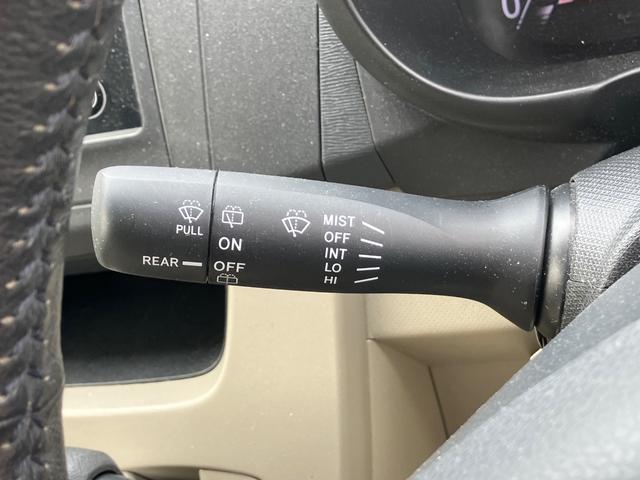 PULL
REAR
ON
OFF
MIST
OFF
INT
LO
HI